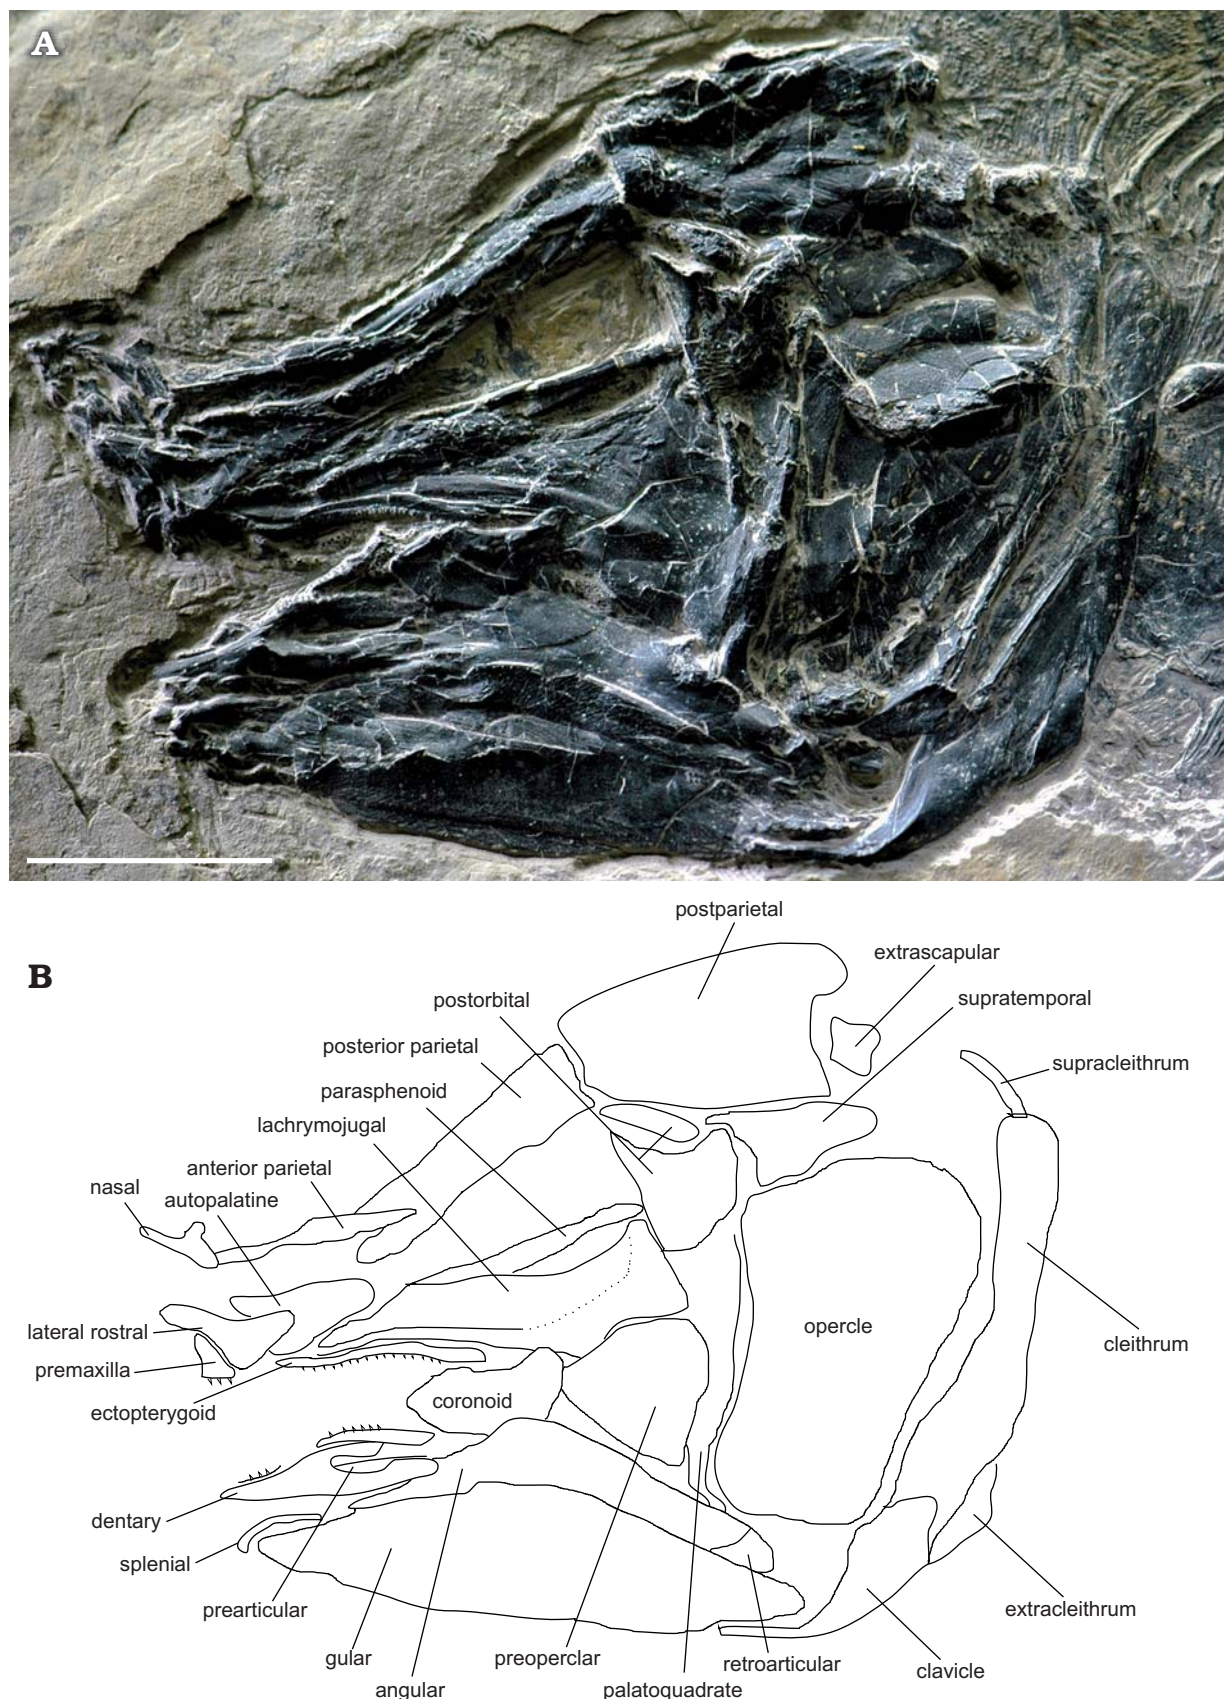 A
B
postparietal
extrascapular
postorbital
supratemporal
posterior parietal
supracleithrum
parasphenoid
lachrymojugal
anterior parietal
nasal
autopalatine
lateral rostral
opercle
cleithrum
premaxilla
ectopterygoid
coronoid
dentary
splenial
prearticular
extracleithrum
gular
preoperclar
retroarticular
clavicle
angular
palatoquadrate